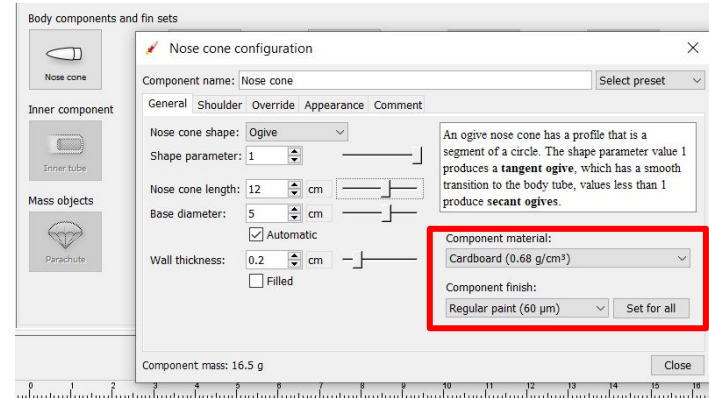 Body components and fin sets
Nose cone
Inner component
Inner tube
Mass objects
Parachute
Nose cone configuration
Component name: Nose cone
Select preset
General Shoulder Override Appearance Comment
Nose cone shape: Ogive
Shape parameter: 1
Nose cone length: 12 cm
Base diameter: 5 cm
Automatic
Wall thickness: 0.2 cm
Filled
An ogive nose cone has a profile that is a
segment of a circle. The shape parameter value 1
produces a tangent ogive, which has a smooth
transition to the body tube, values less than 1
produce secant ogives.
Component material:
Cardboard (0.68 g/cm³)
Component finish:
Regular paint (60 μm) Set for all
Component mass: 16.5 g
Close
0 1 2 3 4 5 6 7 8 9 10 11 12 13 14 15 16